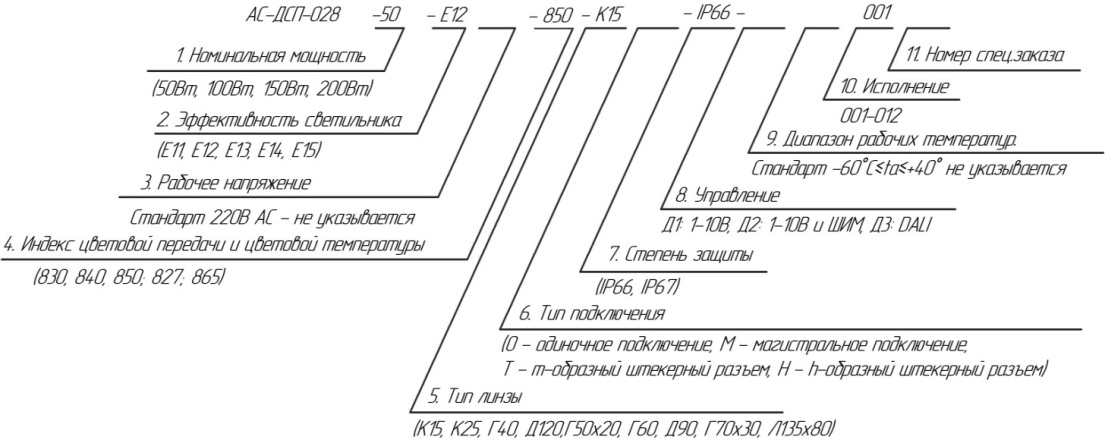 АС-ДСП-028 -50 - Е12 - 850 - К15 - IP66 - 001
1. Номинальная мощность
(50Вт, 100Вт, 150Вт, 200Вт)
2. Эффективность светильника
(Е11, Е12, Е13, Е14, Е15)
3. Рабочее напряжение
Стандарт 220В АС - не указывается
4. Индекс цветовой передачи и цветовой температуры
(830, 840, 850; 827; 865)
11. Номер спец.заказа
10. Исполнение
001-012
9. Диапазон рабочих температур.
Стандарт -60°С≤ta≤+40° не указывается
8. Управление
Д1: 1-10В, Д2: 1-10В и ШИМ, Д3: DALI
7. Степень защиты
(IP66, IP67)
6. Тип подключения
(О - одиночное подключение, М - магистральное подключение,
Т - т-образный штекерный разъем, Н - h-образный штекерный разъем)
5. Тип линзы
(К15, К25, Г40, Д120,Г50х20, Г60, Д90, Г70х30, Л135х80)